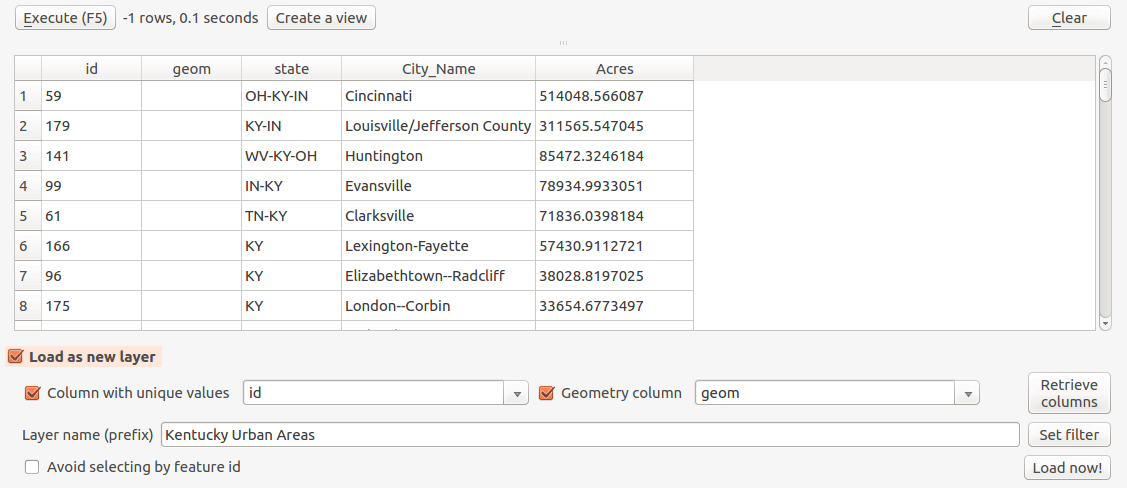 Execute (F5) -1 rows, 0.1 seconds Create a view Clear
id geom state City_Name Acres
1 59 OH-KY-IN Cincinnati 514048.566087
2 179 KY-IN Louisville/Jefferson County 311565.547045
3 141 WV-KY-OH Huntington 85472.3246184
4 99 IN-KY Evansville 78934.9933051
5 61 TN-KY Clarksville 71836.0398184
6 166 KY Lexington-Fayette 57430.9112721
7 96 KY Elizabethtown--Radcliff 38028.8197025
8 175 KY London--Corbin 33654.6773497
Load as new layer
Column with unique values id Geometry column geom Retrieve columns
Layer name (prefix) Kentucky Urban Areas Set filter
Avoid selecting by feature id Load now!